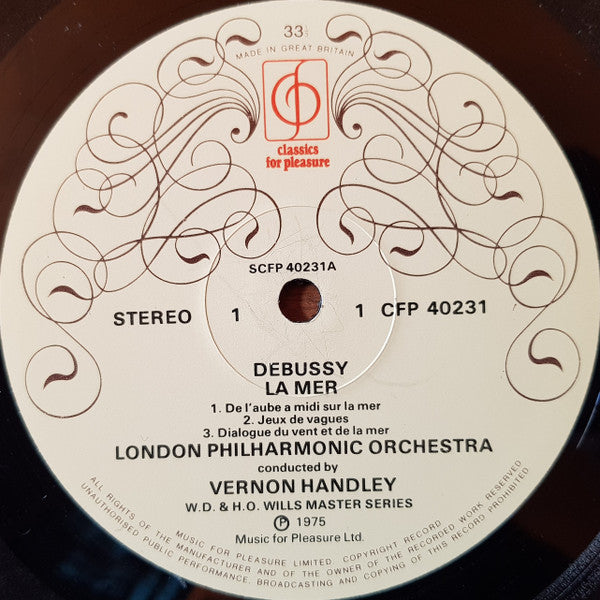 33⅓
MADE IN GREAT BRITAIN
classics
for pleasure
SCFP 40231A
STEREO 1 1 CFP 40231
DEBUSSY
LA MER
1. De l'aube a midi sur la mer
2. Jeux de vagues
3. Dialogue du vent et de la mer
LONDON PHILHARMONIC ORCHESTRA
conducted by
VERNON HANDLEY
W.D. & H.O. WILLS MASTER SERIES
℗ 1975
Music for Pleasure Ltd.
MUSIC FOR PLEASURE LIMITED. COPYRIGHT RECORD
ALL RIGHTS OF THE MANUFACTURER AND OF THE OWNER OF THE RECORDED WORK RESERVED
UNAUTHORISED PUBLIC PERFORMANCE, BROADCASTING AND COPYING OF THIS RECORD PROHIBITED